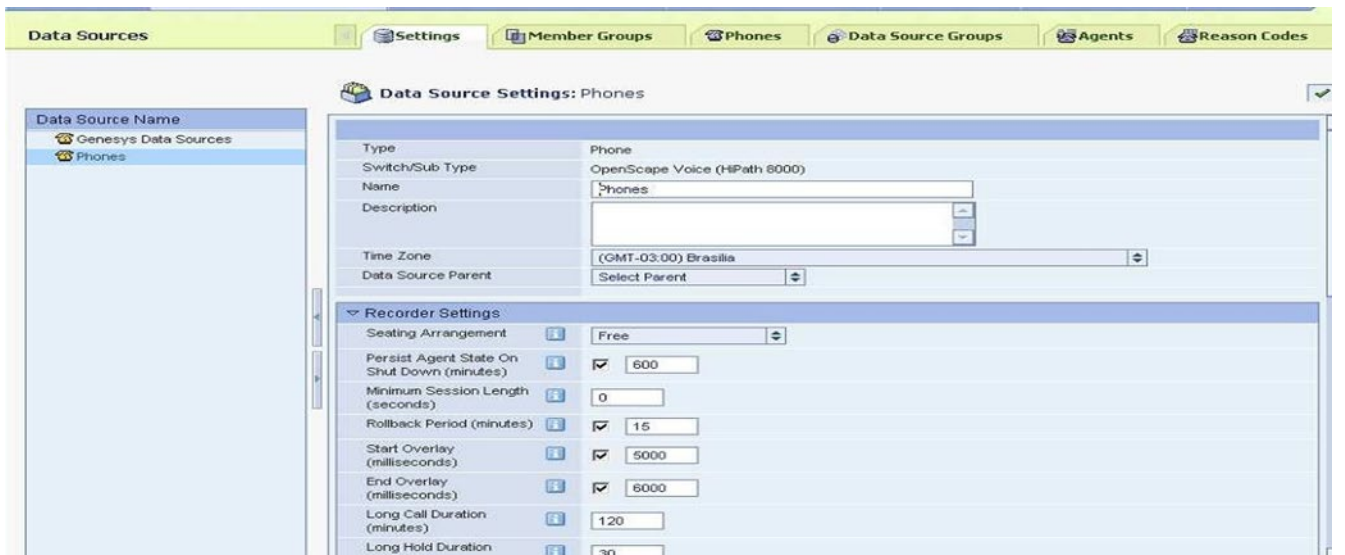 Data Sources
Settings
Member Groups
Phones
Data Source Groups
Agents
Reason Codes
Data Source Settings: Phones
Data Source Name
Genesys Data Sources
Phones
Type Phone
Switch/Sub Type OpenScape Voice (HiPath 8000)
Name Phones
Description
Time Zone (GMT-03:00) Brasilia
Data Source Parent Select Parent
Recorder Settings
Seating Arrangement Free
Persist Agent State On
Shut Down (minutes) 600
Minimum Session Length
(seconds) 0
Rollback Period (minutes) 15
Start Overlay
(milliseconds) 5000
End Overlay
(milliseconds) 6000
Long Call Duration
(minutes) 120
Long Hold Duration 30